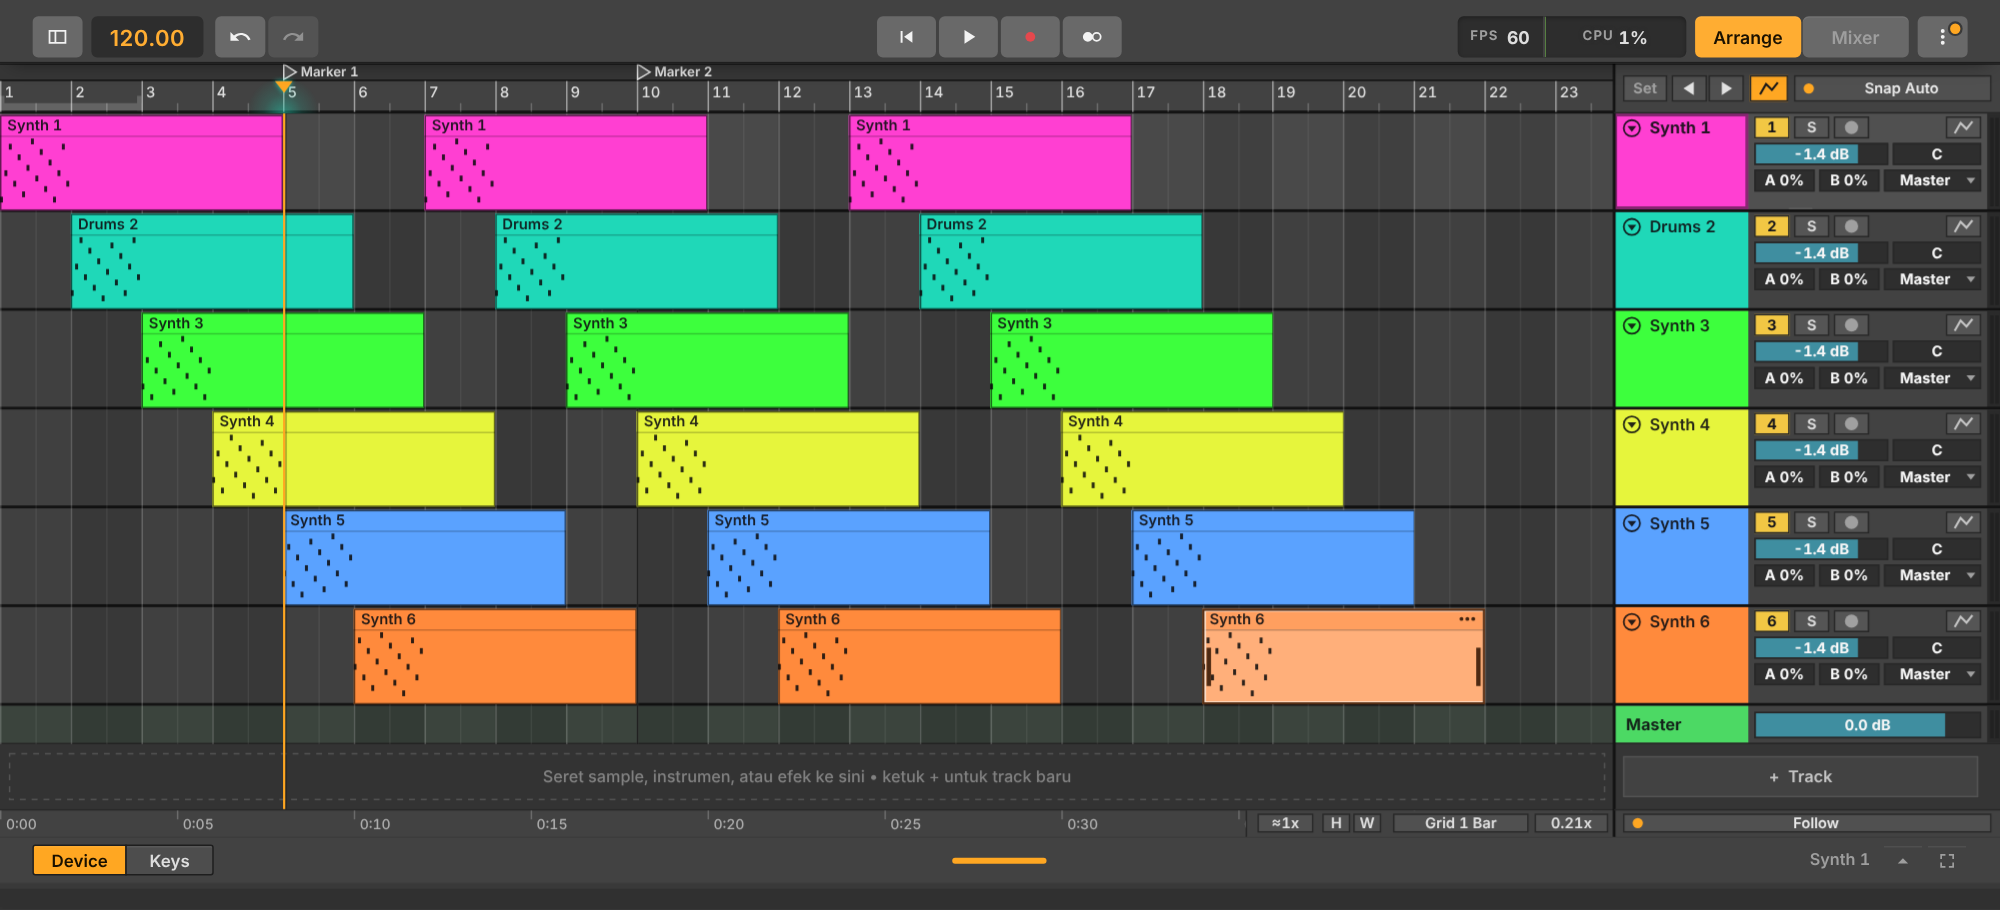 120.00
FPS 60 CPU 1% Arrange Mixer
Marker 1 Marker 2
1 2 3 4 5 6 7 8 9 10 11 12 13 14 15 16 17 18 19 20 21 22 23
Set Snap Auto
Synth 1 Synth 1 Synth 1 Synth 1 1 S
-1.4 dB C
A 0% B 0% Master
Drums 2 Drums 2 Drums 2 Drums 2 2 S
-1.4 dB C
A 0% B 0% Master
Synth 3 Synth 3 Synth 3 Synth 3 3 S
-1.4 dB C
A 0% B 0% Master
Synth 4 Synth 4 Synth 4 Synth 4 4 S
-1.4 dB C
A 0% B 0% Master
Synth 5 Synth 5 Synth 5 Synth 5 5 S
-1.4 dB C
A 0% B 0% Master
Synth 6 Synth 6 Synth 6 Synth 6 6 S
-1.4 dB C
A 0% B 0% Master
Master 0.0 dB
Seret sample, instrumen, atau efek ke sini • ketuk + untuk track baru
+ Track
0:00 0:05 0:10 0:15 0:20 0:25 0:30 ≈1x H W Grid 1 Bar 0.21x Follow
Device Keys Synth 1